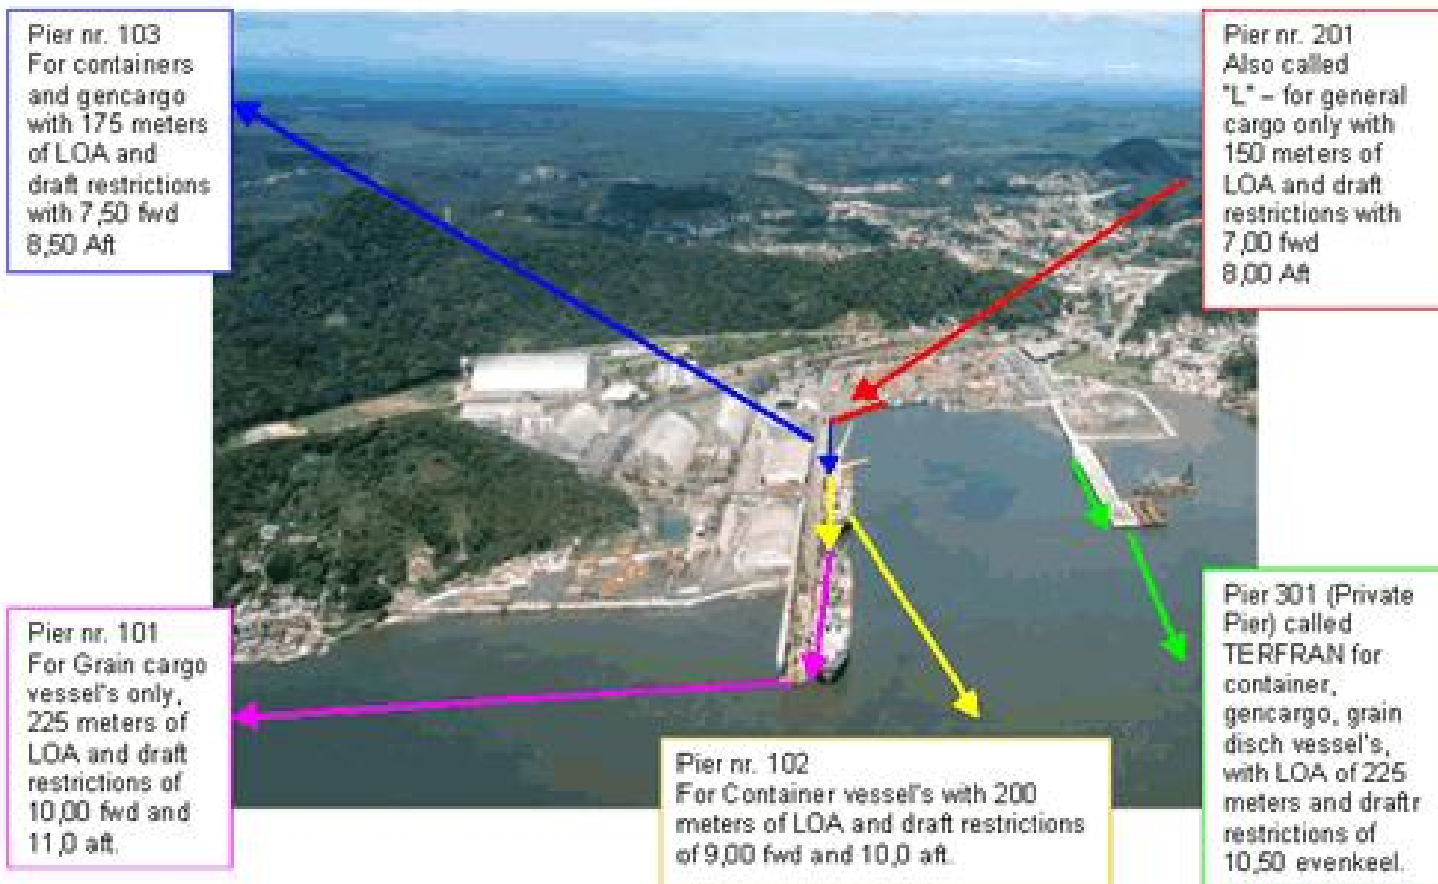 Pier nr. 103
For containers
and gencargo
with 175 meters
of LOA and
draft restrictions
with 7,50 fwd
8,50 Aft
Pier nr. 201
Also called
"L" – for general
cargo only with
150 meters of
LOA and draft
restrictions with
7,00 fwd
8,00 Aft
Pier nr. 101
For Grain cargo
vessel's only,
225 meters of
LOA and draft
restrictions of
10,00 fwd and
11,0 aft.
Pier nr. 102
For Container vessel's with 200
meters of LOA and draft restrictions
of 9,00 fwd and 10,0 aft.
Pier 301 (Private
Pier) called
TERFRAN for
container,
gencargo, grain
disch vessel's,
with LOA of 225
meters and draftr
restrictions of
10,50 evenkeel.